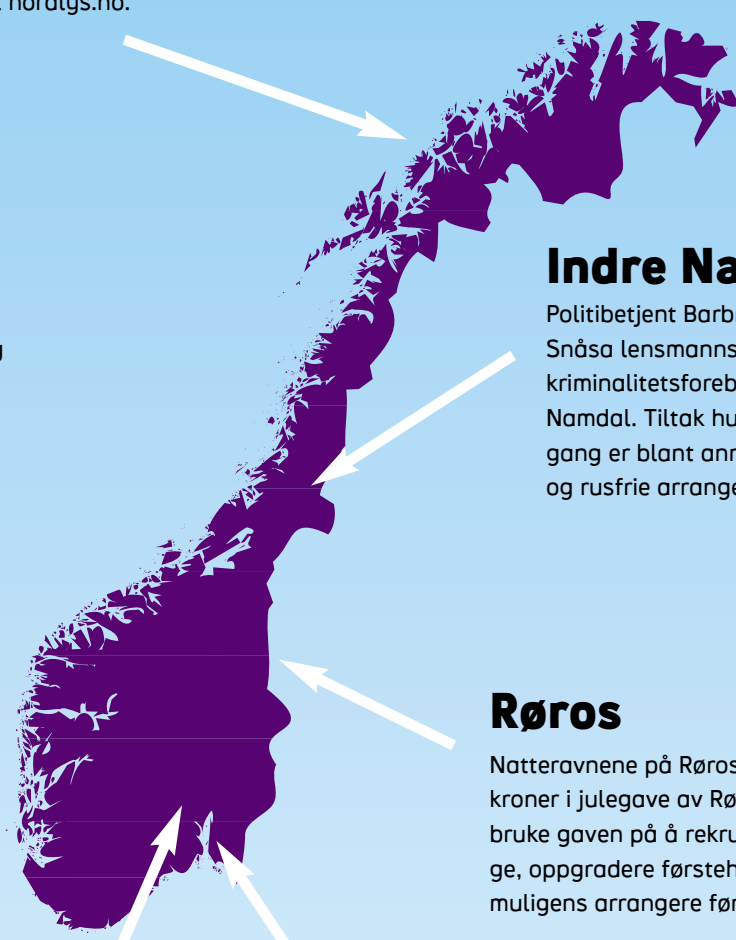 nordlys.no.
Indre Na
Politibetjent Barb
Snåsa lensmanns
kriminalitetsforeb
Namdal. Tiltak hu
gang er blant ann
og rusfrie arrange
Røros
Natteravnene på Røros
kroner i julegave av Rø
bruke gaven på å rekru
ge, oppgradere førsteh
muligens arrangere før